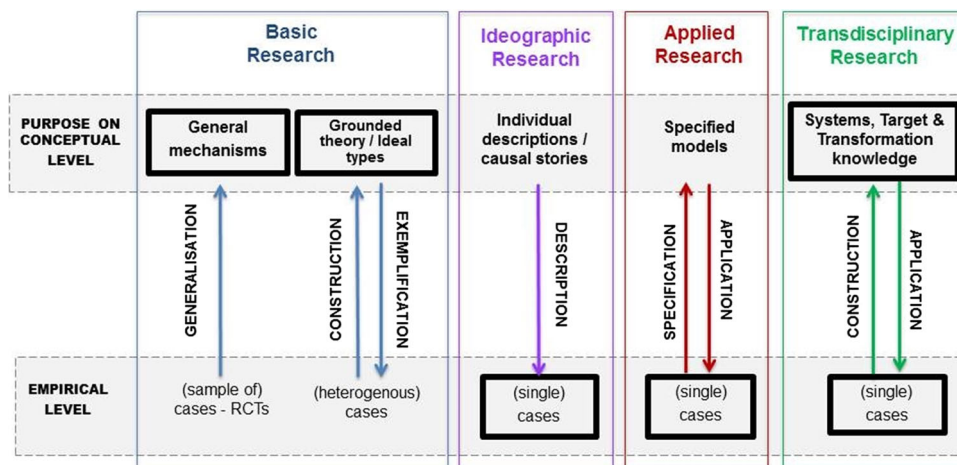 Basic
Research
Ideographic
Research
Applied
Research
Transdisciplinary
Research
PURPOSE ON
CONCEPTUAL
LEVEL
General
mechanisms
Grounded
theory / Ideal
types
Individual
descriptions /
causal stories
Specified
models
Systems, Target &
Transformation
knowledge
GENERALISATION
CONSTRUCTION
EXEMPLIFICATION
DESCRIPTION
SPECIFICATION
APPLICATION
CONSTRUCTION
APPLICATION
EMPIRICAL
LEVEL
(sample of)
cases - RCTs
(heterogenous)
cases
(single)
cases
(single)
cases
(single)
cases